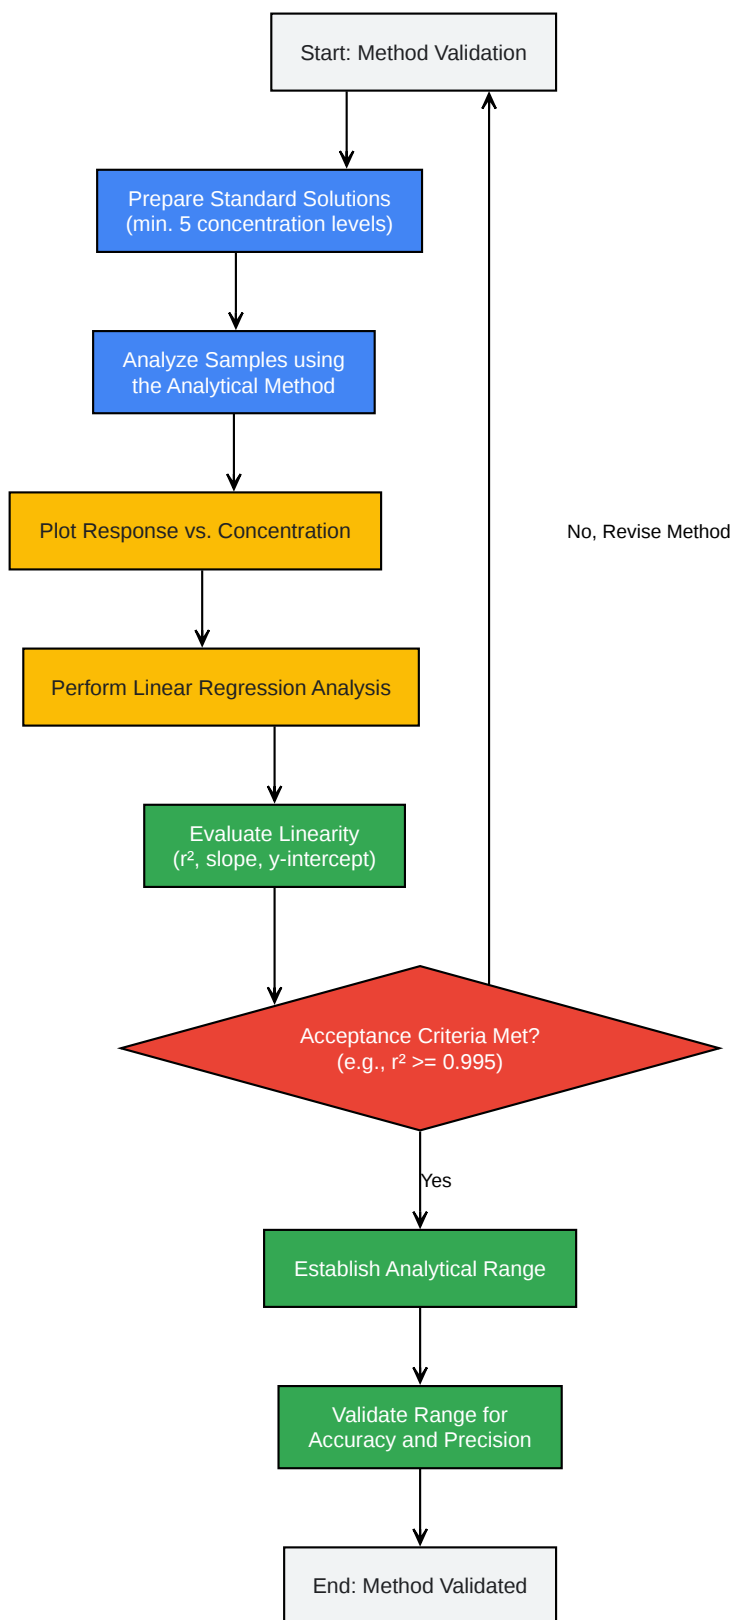 Start: Method Validation
Prepare Standard Solutions
(min. 5 concentration levels)
Analyze Samples using
the Analytical Method
Plot Response vs. Concentration
No, Revise Method
Perform Linear Regression Analysis
Evaluate Linearity
(r², slope, y-intercept)
Acceptance Criteria Met?
(e.g., r² >= 0.995)
Yes
Establish Analytical Range
Validate Range for
Accuracy and Precision
End: Method Validated